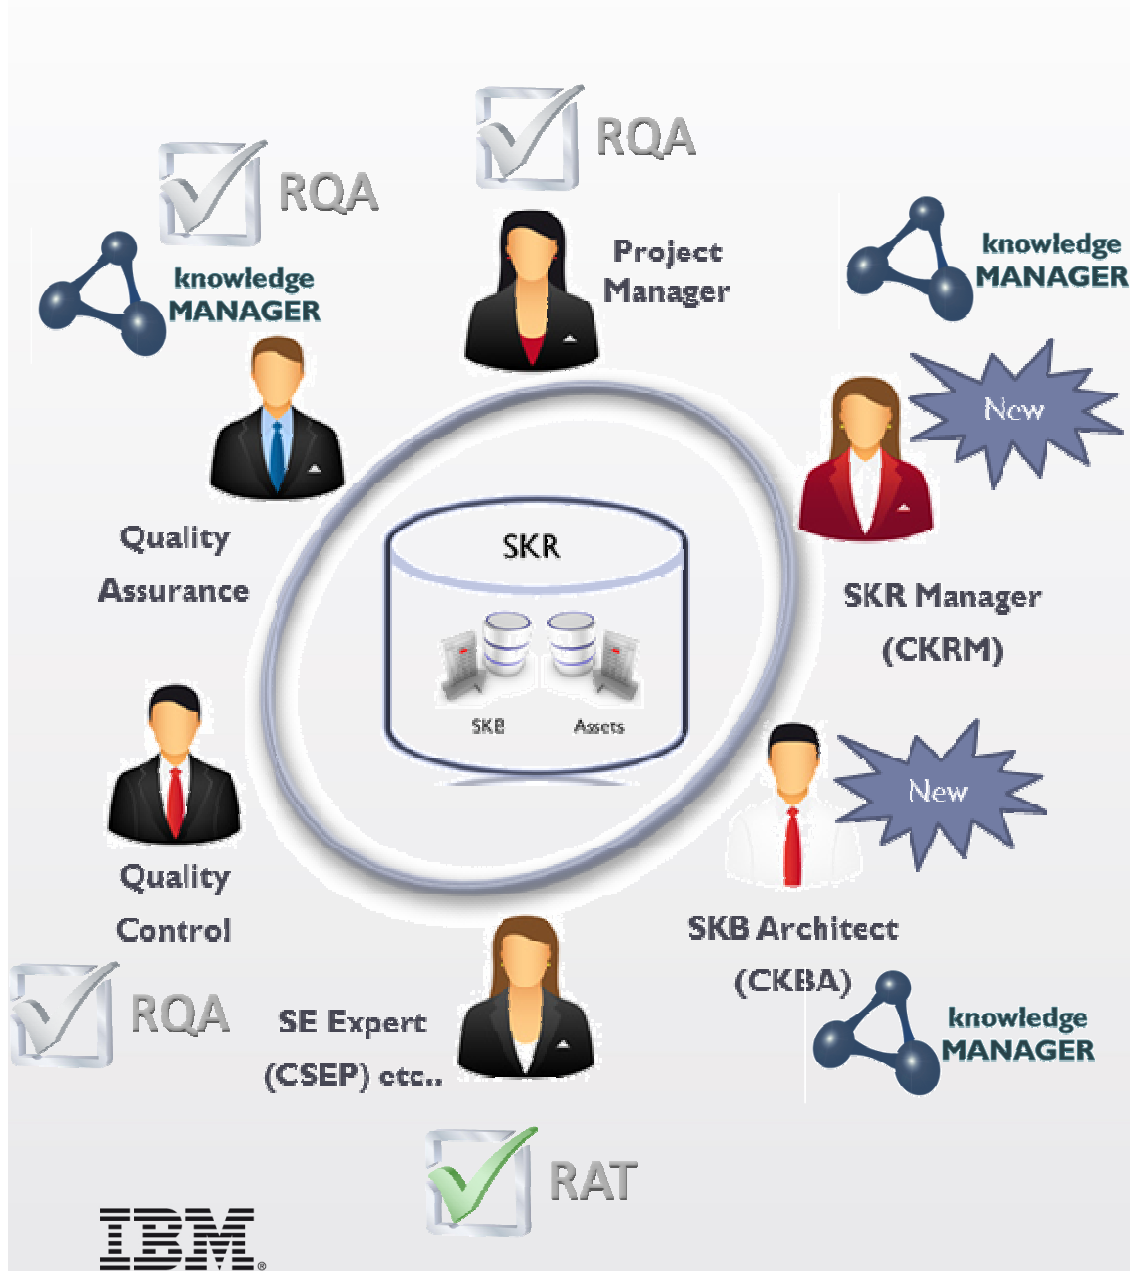 RQA
RQA
knowledge
MANAGER
Project
Manager
knowledge
MANAGER
New
Quality
Assurance
SKR
SKB
Assets
SKR Manager
(CKRM)
New
Quality
Control
RQA
SKB Architect
(CKBA)
knowledge
MANAGER
SE Expert
(CSEP) etc..
RAT
IBM®